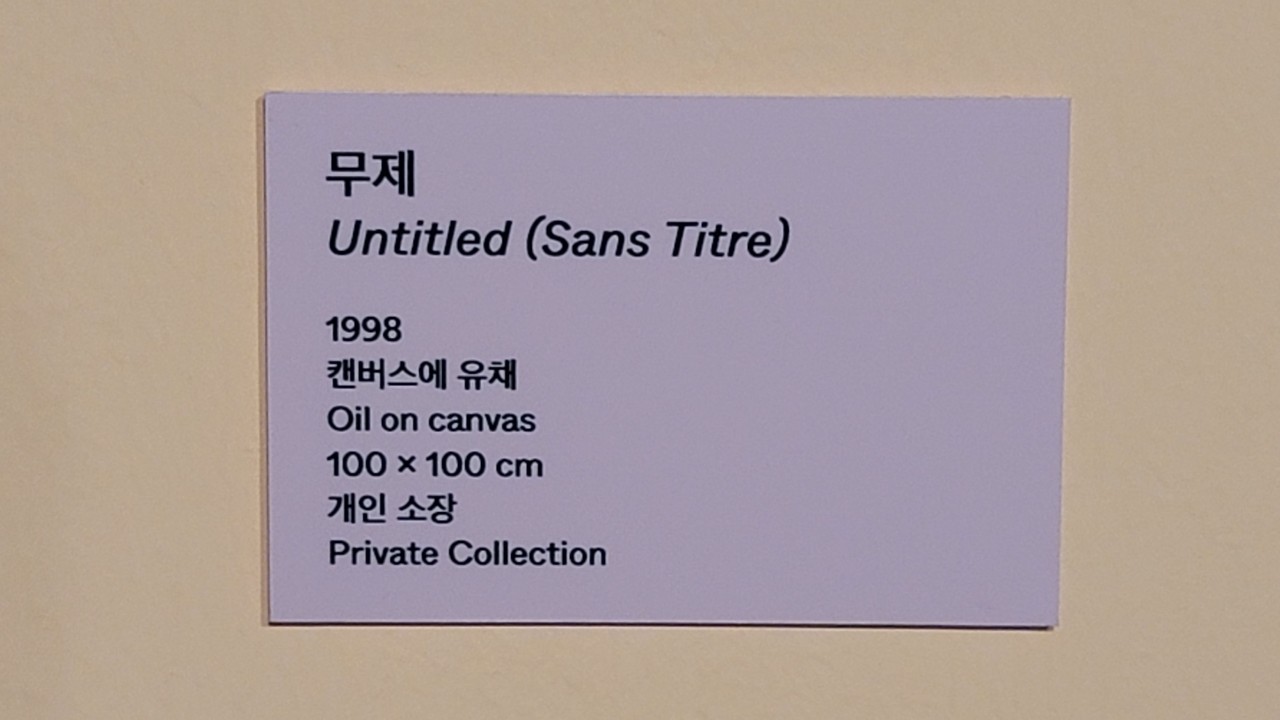 무제
Untitled (Sans Titre)
1998
캔버스에 유채
Oil on canvas
100 × 100 cm
개인 소장
Private Collection